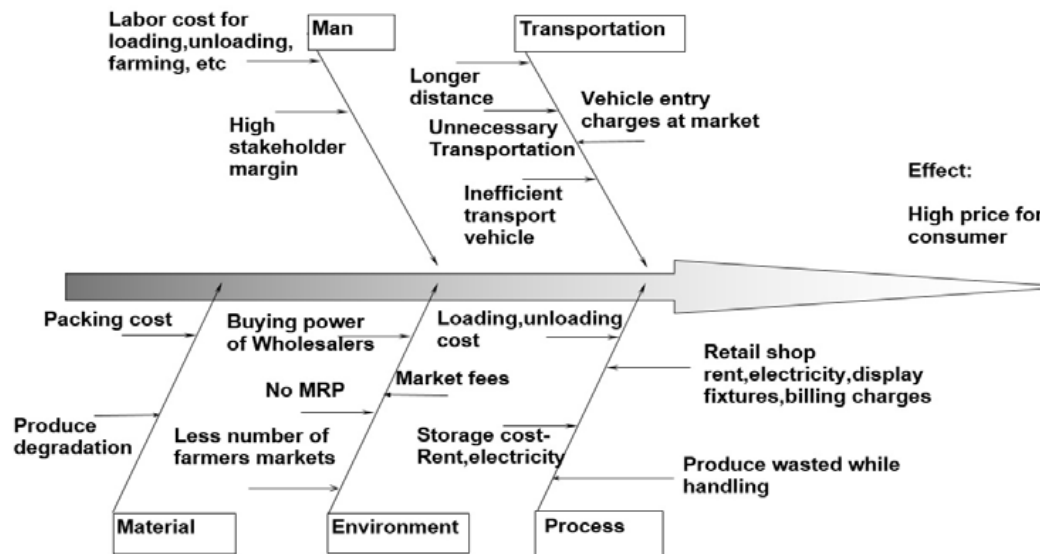 Labor cost for
loading,unloading,
farming, etc
Man
High
stakeholder
margin
Transportation
Longer
distance
Vehicle entry
charges at market
Unnecessary
Transportation
Inefficient
transport
vehicle
Effect:
High price for
consumer
Packing cost
Produce
degradation
Material
Buying power
of Wholesalers
No MRP
Market fees
Less number of
farmers markets
Environment
Loading,unloading
cost
Retail shop
rent,electricity,display
fixtures,billing charges
Storage cost-
Rent,electricity
Produce wasted while
handling
Process